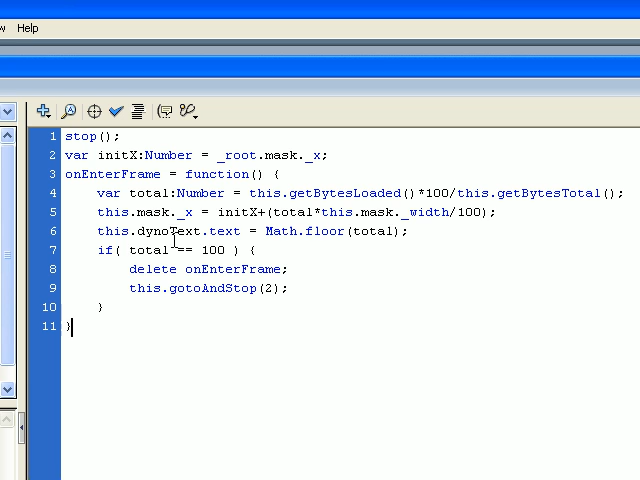 w Help
1 stop();
2 var initX:Number = _root.mask._x;
3 onEnterFrame = function() {
4 var total:Number = this.getBytesLoaded()*100/this.getBytesTotal();
5 this.mask._x = initX+(total*this.mask._width/100);
6 this.dynoText.text = Math.floor(total);
7 if( total == 100 ) {
8 delete onEnterFrame;
9 this.gotoAndStop(2);
10 }
11 }